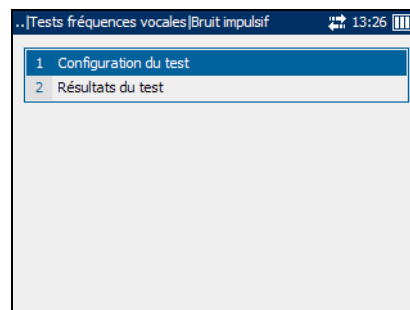 ..|Tests fréquences vocales|Bruit impulsif 13:26
1 Configuration du test
2 Résultats du test